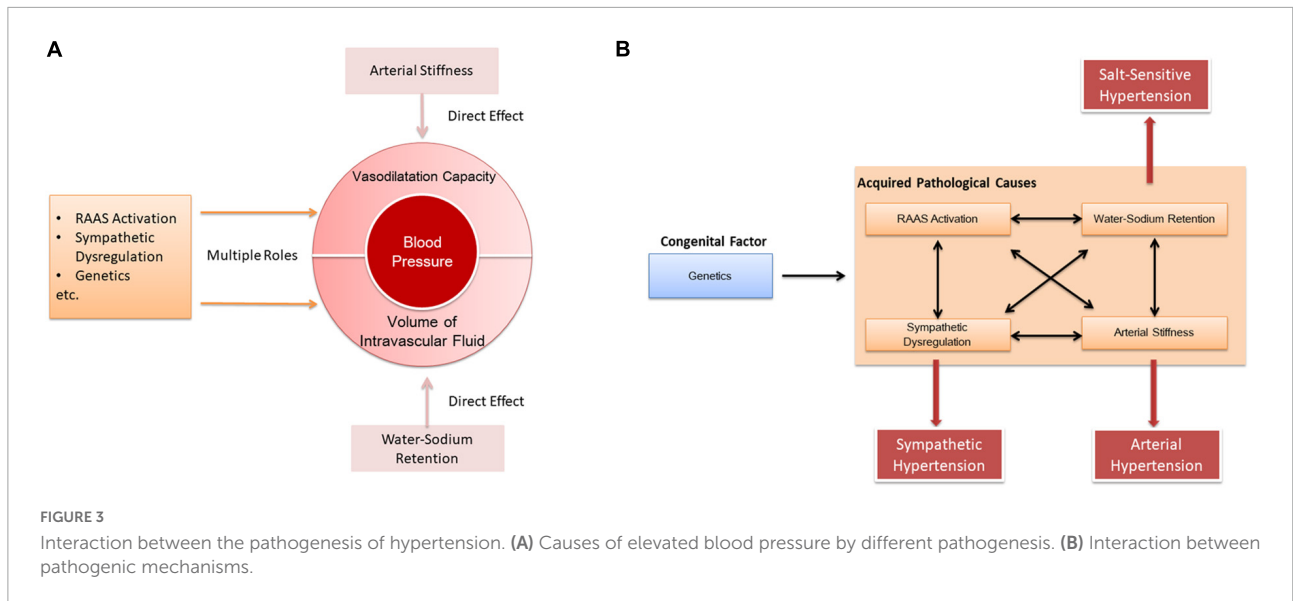 A
Arterial Stiffness
Direct Effect
Vasodilatation Capacity
• RAAS Activation
• Sympathetic
Dysregulation
• Genetics
etc.
Multiple Roles
Blood
Pressure
Volume of
Intravascular Fluid
Direct Effect
Water-Sodium
Retention
B
Salt-Sensitive
Hypertension
Acquired Pathological Causes
RAAS Activation
Water-Sodium Retention
Congenital Factor
Genetics
Sympathetic
Dysregulation
Arterial Stiffness
Sympathetic
Hypertension
Arterial
Hypertension
FIGURE 3
Interaction between the pathogenesis of hypertension. (A) Causes of elevated blood pressure by different pathogenesis. (B) Interaction between
pathogenic mechanisms.